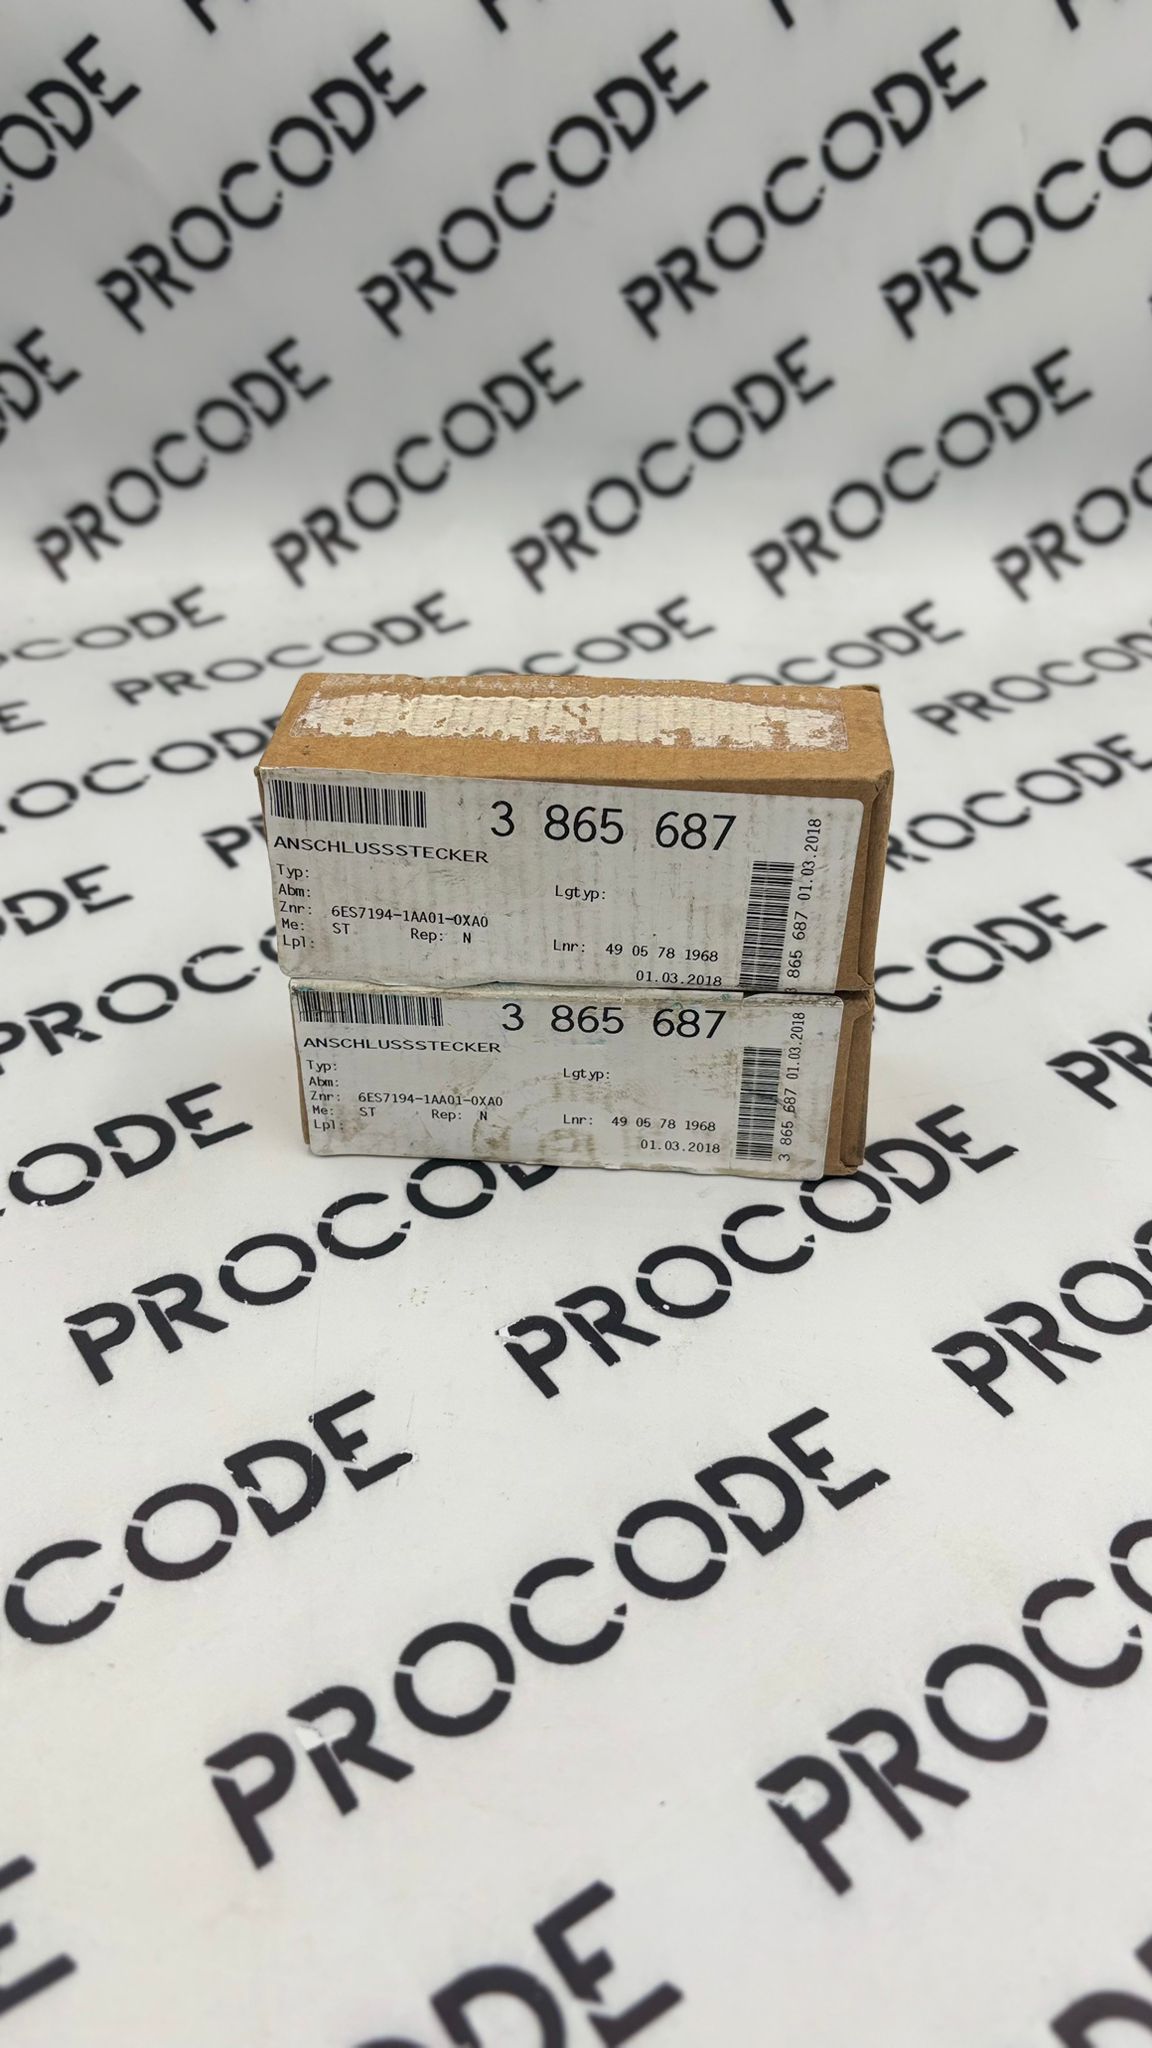 PROCODE
3 865 687
ANSCHLUSSSTECKER
Typ:
Abm:
Lgtyp:
Znr: 6ES7194-1AA01-0XA0
Me: ST Rep: N
Lpl:
Lnr: 49 05 78 1968
01.03.2018
3 865 687 01.03.2018
3 865 687
ANSCHLUSSSTECKER
Typ:
Abm:
Lgtyp:
Znr: 6ES7194-1AA01-0XA0
Me: ST Rep: N
Lpl:
Lnr: 49 05 78 1968
01.03.2018
3 865 687 01.03.2018
PROCODE